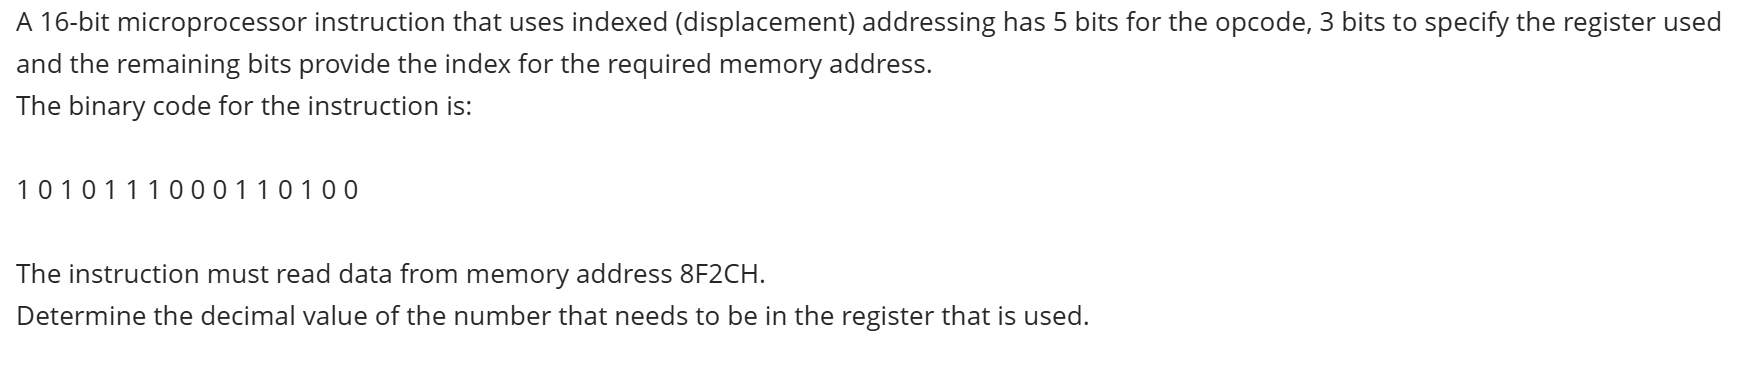 A 16-bit microprocessor instruction that uses indexed (displacement) addressing has 5 bits for the opcode, 3 bits to specify the register used
and the remaining bits provide the index for the required memory address.
The binary code for the instruction is:
1 0 1 0 1 1 1 0 0 0 1 1 0 1 0 0
The instruction must read data from memory address 8F2CH.
Determine the decimal value of the number that needs to be in the register that is used.